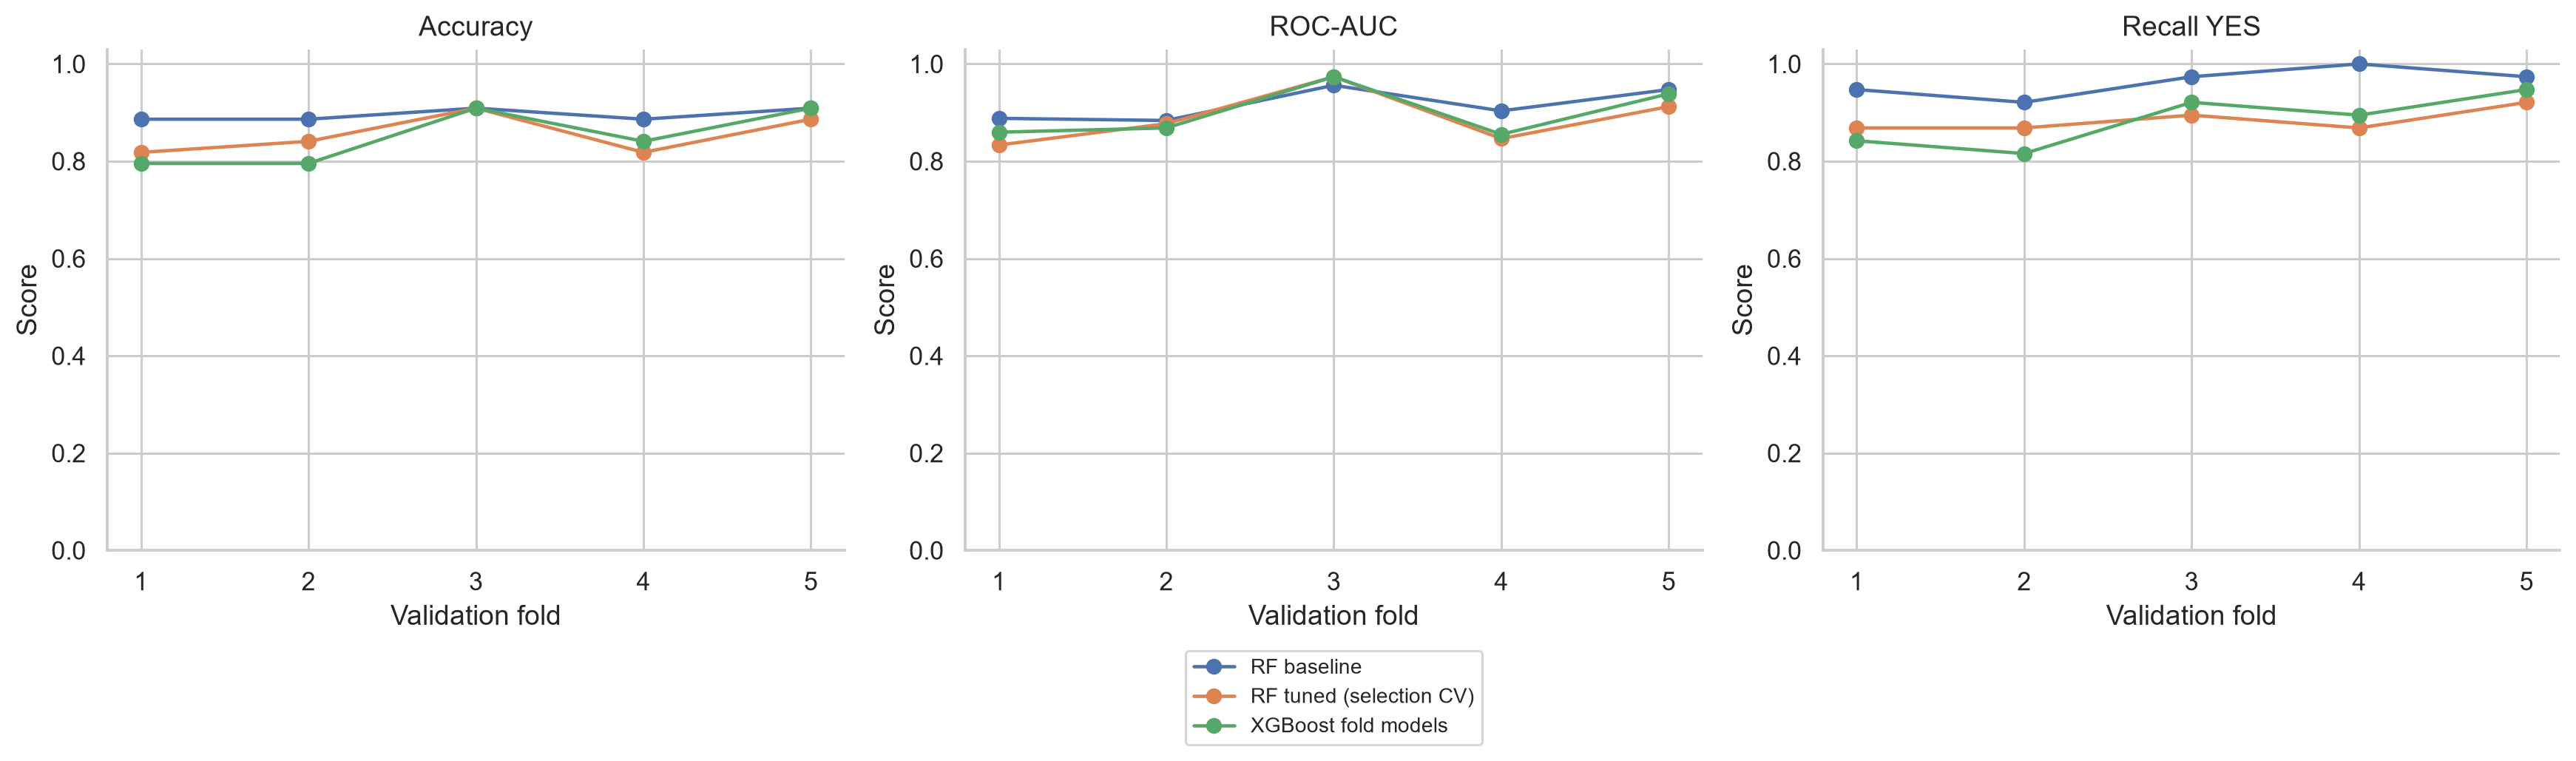 Accuracy
1.0
0.8
0.6
0.4
0.2
0.0
Score
1 2 3 4 5
Validation fold
ROC-AUC
1.0
0.8
0.6
0.4
0.2
0.0
Score
1 2 3 4 5
Validation fold
Recall YES
1.0
0.8
0.6
0.4
0.2
0.0
Score
1 2 3 4 5
Validation fold
RF baseline
RF tuned (selection CV)
XGBoost fold models